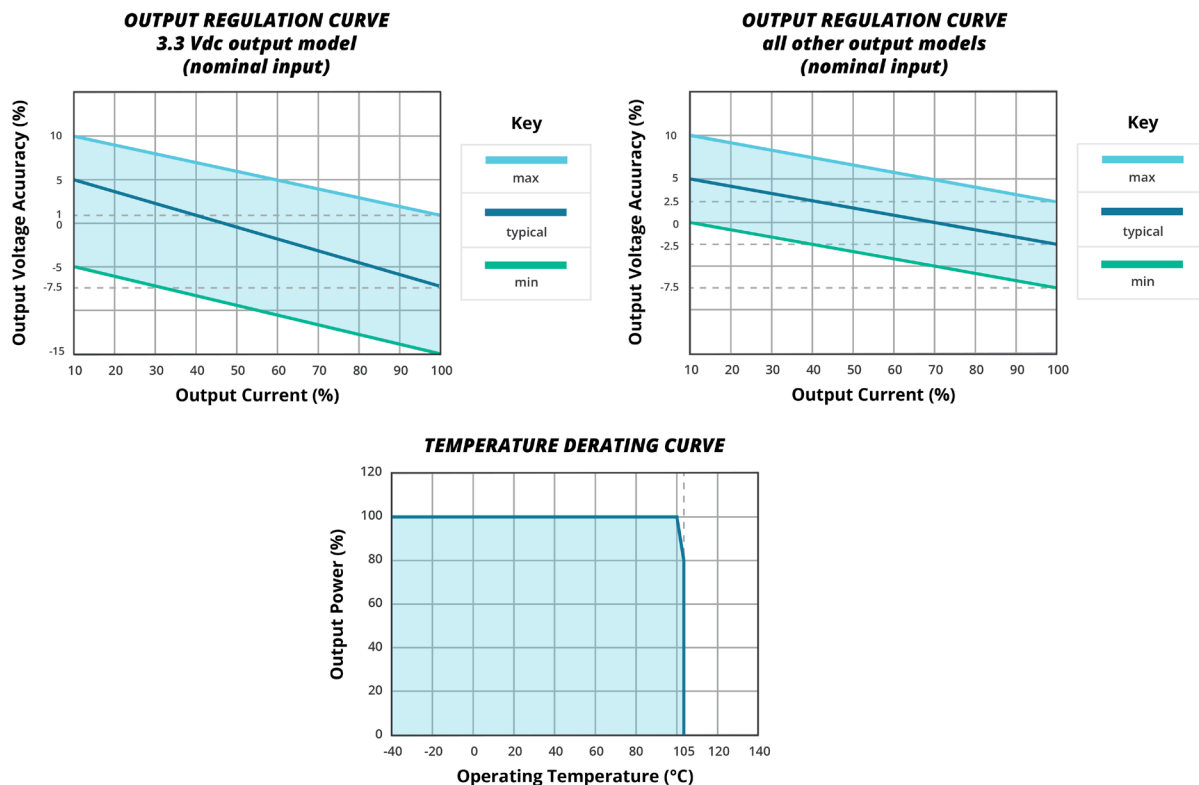 OUTPUT REGULATION CURVE
3.3 Vdc output model
(nominal input)
Output Voltage Acuuracy (%)
10
5
1
0
-5
-7.5
-15
10 20 30 40 50 60 70 80 90 100
Output Current (%)
Key
max
typical
min
OUTPUT REGULATION CURVE
all other output models
(nominal input)
Output Voltage Acuuracy (%)
10
5
2.5
0
-2.5
-7.5
10 20 30 40 50 60 70 80 90 100
Output Current (%)
Key
max
typical
min
TEMPERATURE DERATING CURVE
Output Power (%)
120
100
80
60
40
20
0
-40 -20 0 20 40 60 80 105 120 140
Operating Temperature (°C)